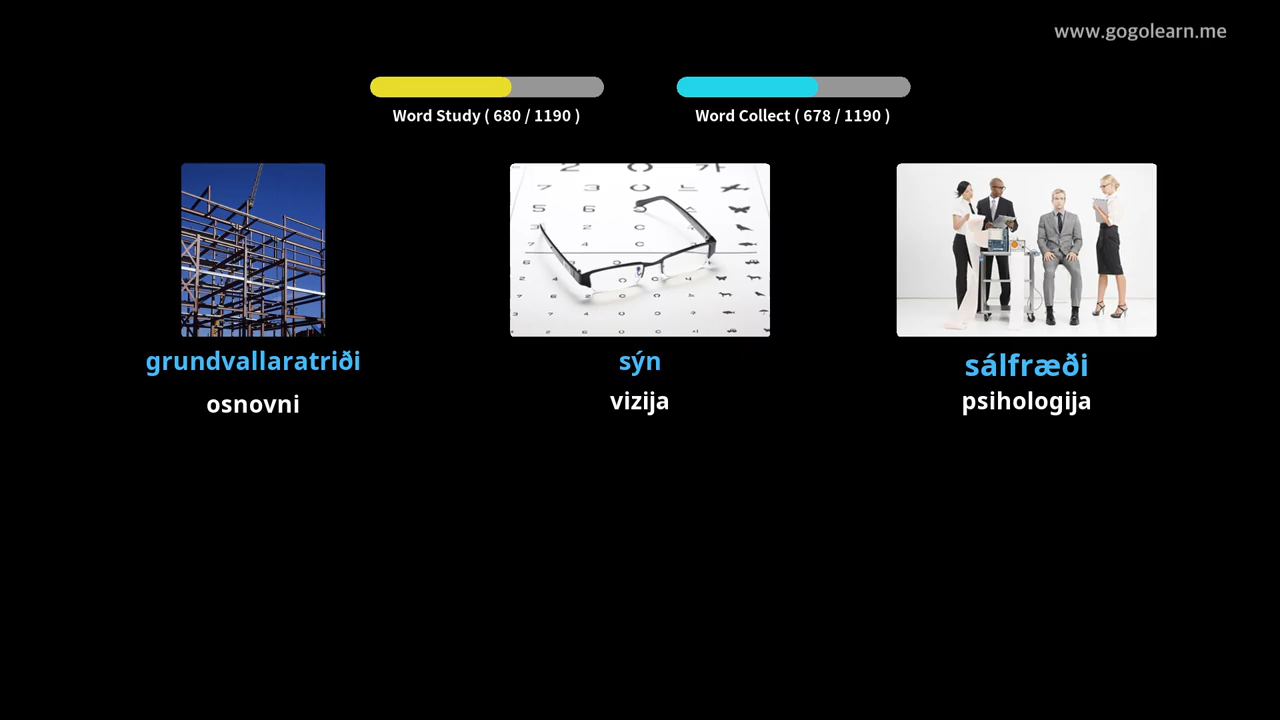 www.gogolearn.me
Word Study ( 680 / 1190 )
Word Collect ( 678 / 1190 )
grundvallaratriði
sýn
sálfræði
osnovni
vizija
psihologija